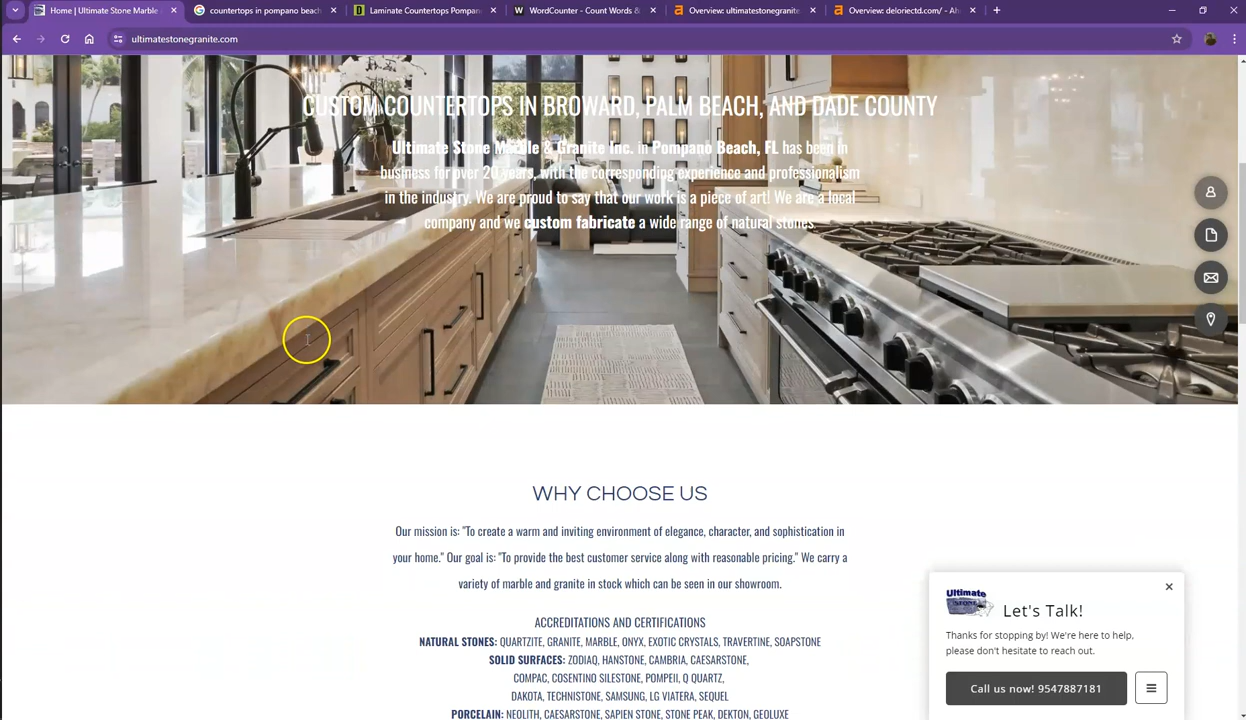 Home | Ultimate Stone Marble
countertops in pompano beach
Laminate Countertops Pompan
WordCounter - Count Words &
Overview: ultimatestonegranite
Overview: deloriectd.com/ - Ah
ultimatestonegranite.com
CUSTOM COUNTERTOPS IN BROWARD, PALM BEACH, AND DADE COUNTY
Ultimate Stone Marble & Granite Inc. in Pompano Beach, FL has been in
business for over 20 years, with the corresponding experience and professionalism
in the industry. We are proud to say that our work is a piece of art! We are a local
company and we custom fabricate a wide range of natural stones.
WHY CHOOSE US
Our mission is: "To create a warm and inviting environment of elegance, character, and sophistication in
your home." Our goal is: "To provide the best customer service along with reasonable pricing." We carry a
variety of marble and granite in stock which can be seen in our showroom.
ACCREDITATIONS AND CERTIFICATIONS
NATURAL STONES: QUARTZITE, GRANITE, MARBLE, ONYX, EXOTIC CRYSTALS, TRAVERTINE, SOAPSTONE
SOLID SURFACES: ZODIAQ, HANSTONE, CAMBRIA, CAESARSTONE,
COMPAC, COSENTINO SILESTONE, POMPEII, Q QUARTZ,
DAKOTA, TECHNISTONE, SAMSUNG, LG VIATERA, SEQUEL
PORCELAIN: NEOLITH, CAESARSTONE, SAPIEN STONE, STONE PEAK, DEKTON, GEOLUXE
Ultimate
STONE
Let's Talk!
Thanks for stopping by! We're here to help,
please don't hesitate to reach out.
Call us now! 9547887181